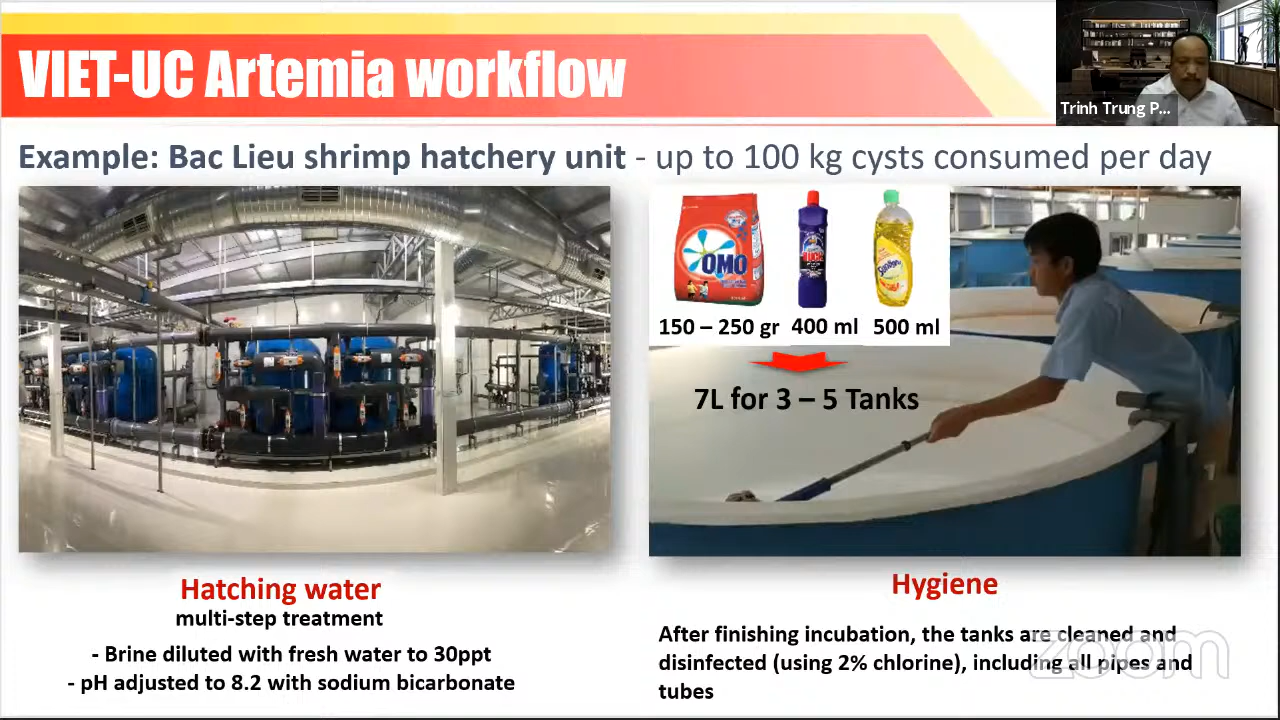 VIET-UC Artemia workflow
Trinh Trung P...
Example: Bac Lieu shrimp hatchery unit - up to 100 kg cysts consumed per day
OMO
150 – 250 gr 400 ml 500 ml
7L for 3 – 5 Tanks
Hatching water
multi-step treatment
- Brine diluted with fresh water to 30ppt
- pH adjusted to 8.2 with sodium bicarbonate
Hygiene
After finishing incubation, the tanks are cleaned and
disinfected (using 2% chlorine), including all pipes and
tubes
zoom